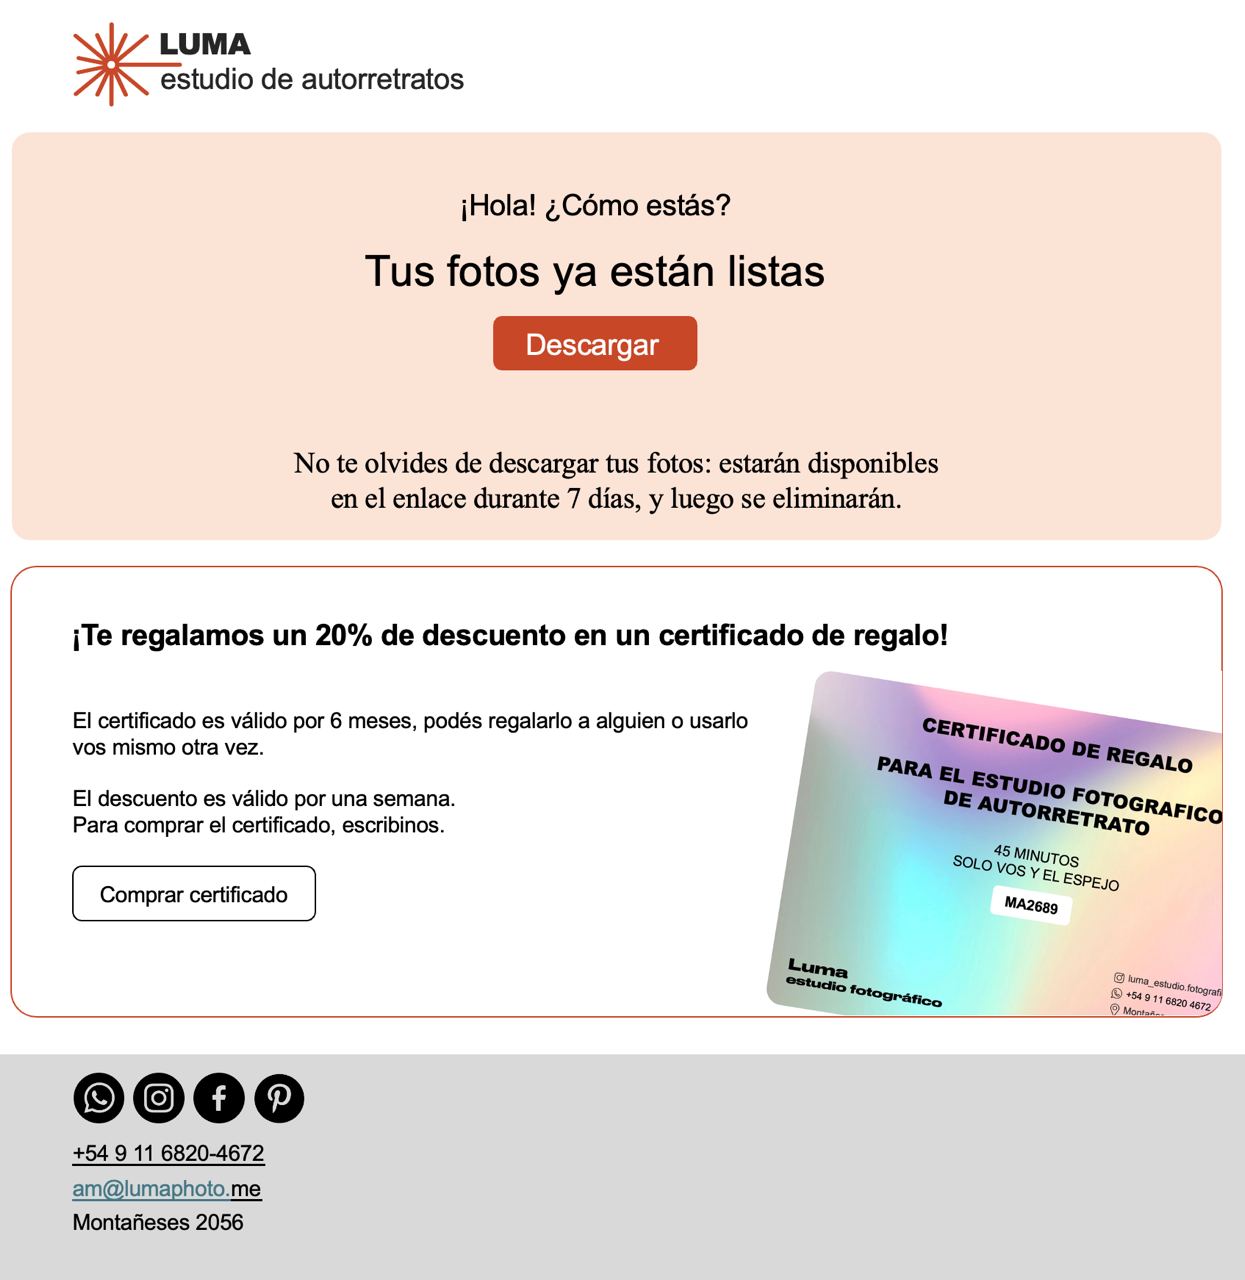 LUMA
estudio de autorretratos
¡Hola! ¿Cómo estás?
Tus fotos ya están listas
Descargar
No te olvides de descargar tus fotos: estarán disponibles
en el enlace durante 7 días, y luego se eliminarán.
¡Te regalamos un 20% de descuento en un certificado de regalo!
El certificado es válido por 6 meses, podés regalarlo a alguien o usarlo
vos mismo otra vez.
El descuento es válido por una semana.
Para comprar el certificado, escribinos.
Comprar certificado
CERTIFICADO DE REGALO
PARA EL ESTUDIO FOTOGRAFICO
DE AUTORRETRATO
45 MINUTOS
SOLO VOS Y EL ESPEJO
MA2689
Luma
estudio fotográfico
luma_estudio.fotografi
+54 9 11 6820 4672
+54 9 11 6820-4672
am@lumaphoto.me
Montañeses 2056